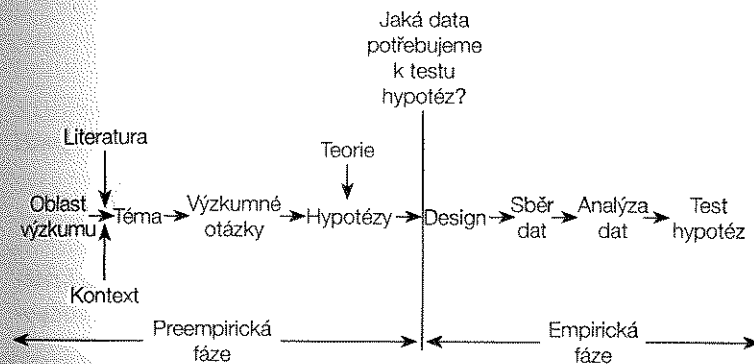 Jaká data
potřebujeme
k testu
hypotéz?
Literatura
Teorie
Oblast
výzkumu
Téma
Výzkumné
otázky
Hypotézy
Design
Sběr
dat
Analýza
dat
Test
hypotéz
Kontext
Preempirická
fáze
Empirická
fáze